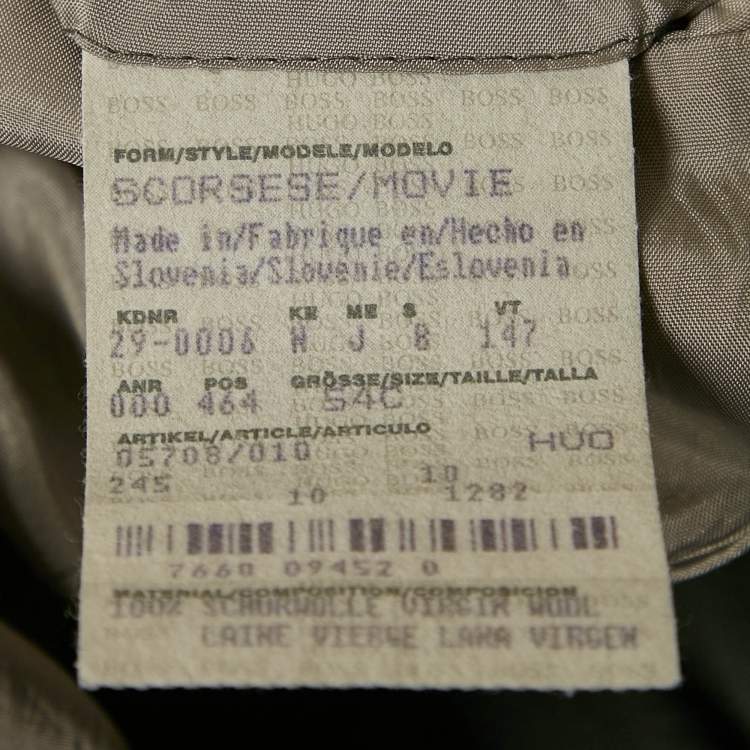 FORM/STYLE/MODELE/MODELO
SCORSESE/MOVIE
Made in/Fabrique en/Hecho en
Slovenia/Slovenie/Eslovenia
KDNR KE ME S VT
29-0006 N J B 147
ANR POS GRÖSSE/SIZE/TAILLE/TALLA
000 464 54C
ARTIKEL/ARTICLE/ARTICULO
05708/010 HUO
245 10
10 1282
7660 09452 0
MATERIAL/COMPOSITION/COMPOSICION
100% SCHURWOLLE VIRGIN WOOL
LAINE VIERGE LANA VIRGEN